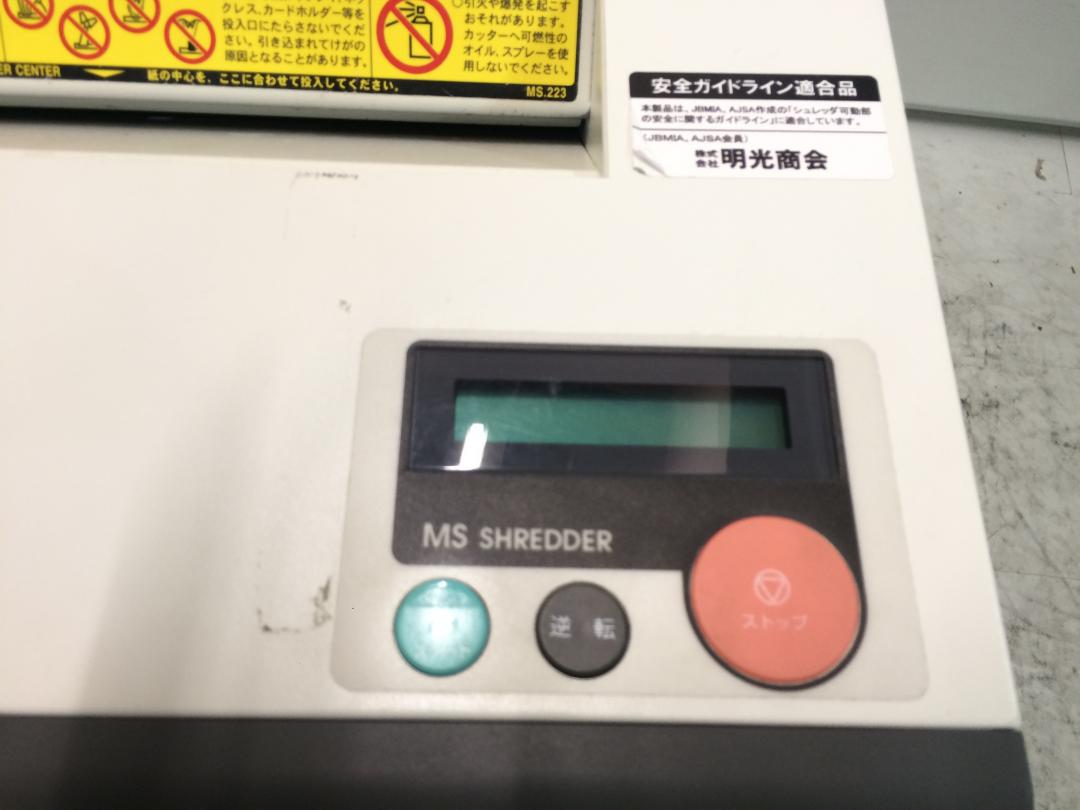 クレス、カードホルダー等を
投入口にたらさないでくだ
さい。引き込まれてけがの
原因となることがあります。
○引火や爆発を起こす
おそれがあります。
カッターへ可燃性の
オイル、スプレーを使
用しないでください。
ER CENTER
紙の中心を、ここに合わせて投入してください。
MS.223
安全ガイドライン適合品
本製品は、JBMIA、AJSA作成の「シュレッダ可動部
の安全に関するガイドライン」に適合しています。
(JBMIA、AJSA会員)
株式会社 明光商会
MS SHREDDER
逆 転
ストップ